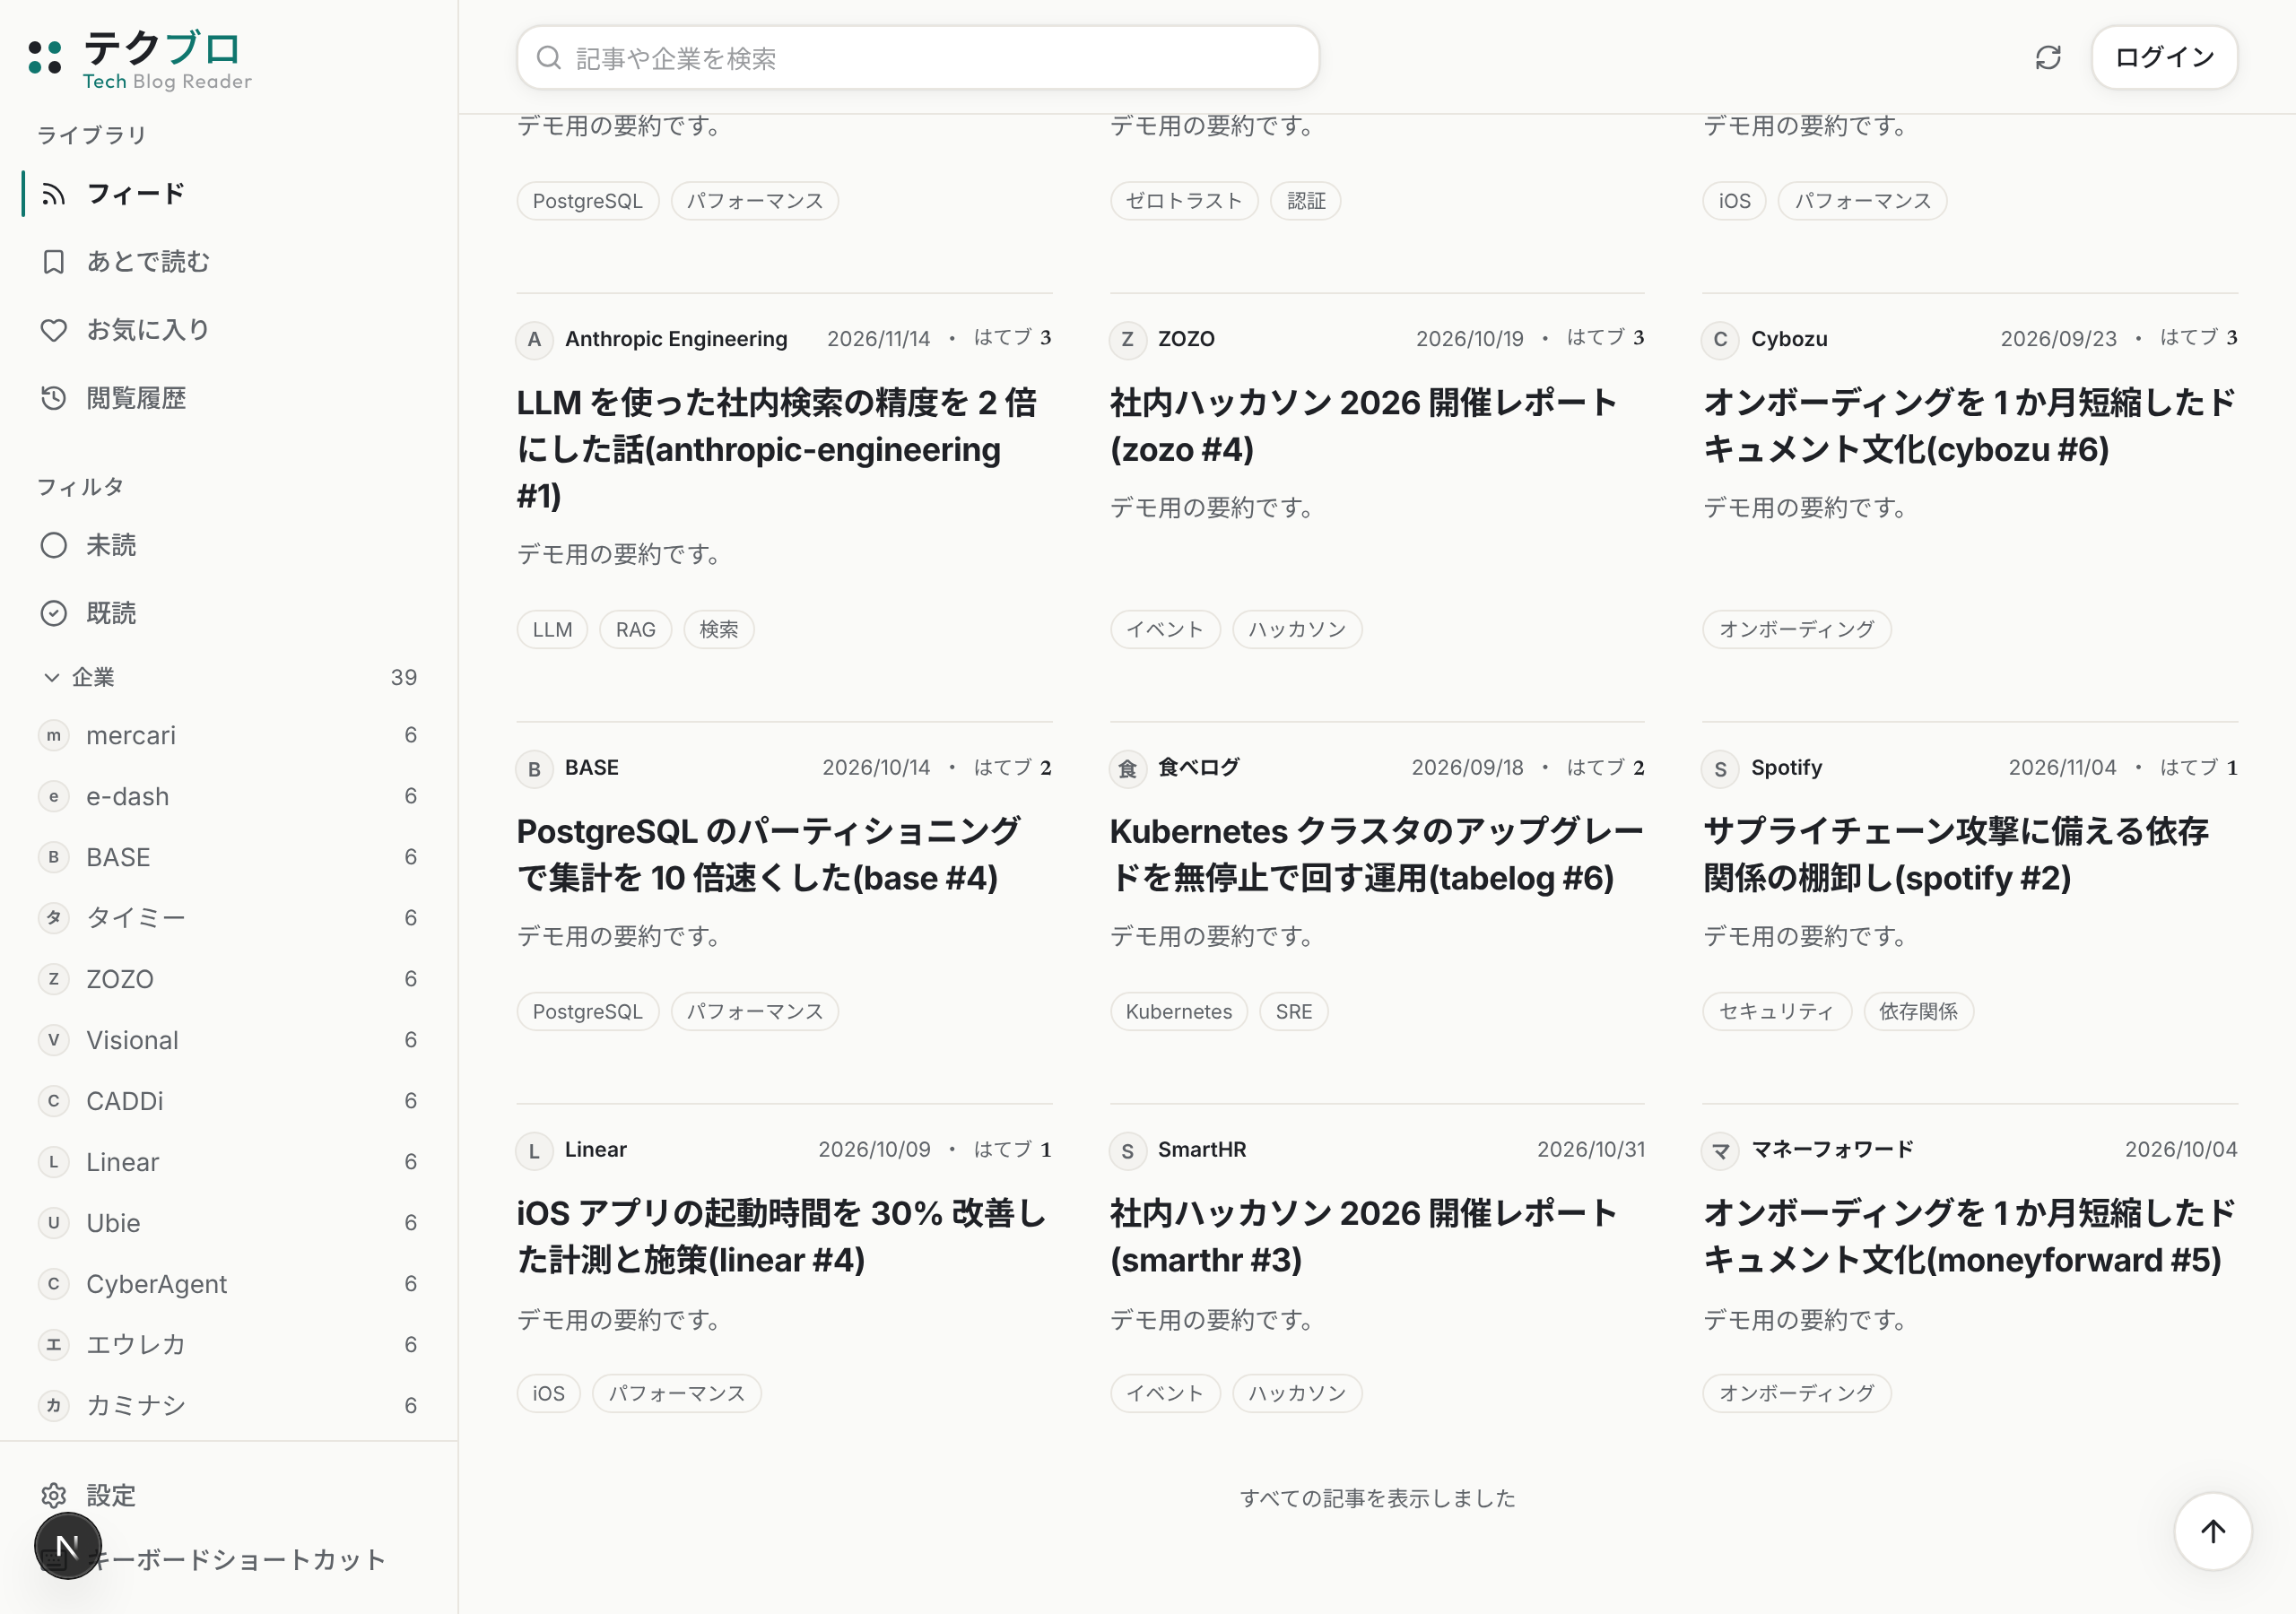 テクブロ
Tech Blog Reader
ライブラリ
フィード
あとで読む
お気に入り
閲覧履歴
フィルタ
未読
既読
企業 39
m mercari 6
e e-dash 6
B BASE 6
タ タイミー 6
Z ZOZO 6
V Visional 6
C CADDi 6
L Linear 6
U Ubie 6
C CyberAgent 6
エ エウレカ 6
カ カミナシ 6
設定
N
キーボードショートカット
記事や企業を検索
ログイン
デモ用の要約です。
PostgreSQL パフォーマンス
デモ用の要約です。
ゼロトラスト 認証
デモ用の要約です。
iOS パフォーマンス
A Anthropic Engineering 2026/11/14 • はてブ 3
LLM を使った社内検索の精度を 2 倍
にした話(anthropic-engineering
#1)
デモ用の要約です。
LLM RAG 検索
Z ZOZO 2026/10/19 • はてブ 3
社内ハッカソン 2026 開催レポート
(zozo #4)
デモ用の要約です。
イベント ハッカソン
C Cybozu 2026/09/23 • はてブ 3
オンボーディングを 1 か月短縮したド
キュメント文化(cybozu #6)
デモ用の要約です。
オンボーディング
B BASE 2026/10/14 • はてブ 2
PostgreSQL のパーティショニング
で集計を 10 倍速くした(base #4)
デモ用の要約です。
PostgreSQL パフォーマンス
食 食べログ 2026/09/18 • はてブ 2
Kubernetes クラスタのアップグレー
ドを無停止で回す運用(tabelog #6)
デモ用の要約です。
Kubernetes SRE
S Spotify 2026/11/04 • はてブ 1
サプライチェーン攻撃に備える依存
関係の棚卸し(spotify #2)
デモ用の要約です。
セキュリティ 依存関係
L Linear 2026/10/09 • はてブ 1
iOS アプリの起動時間を 30% 改善し
た計測と施策(linear #4)
デモ用の要約です。
iOS パフォーマンス
S SmartHR 2026/10/31
社内ハッカソン 2026 開催レポート
(smarthr #3)
デモ用の要約です。
イベント ハッカソン
マ マネーフォワード 2026/10/04
オンボーディングを 1 か月短縮したド
キュメント文化(moneyforward #5)
デモ用の要約です。
オンボーディング
すべての記事を表示しました